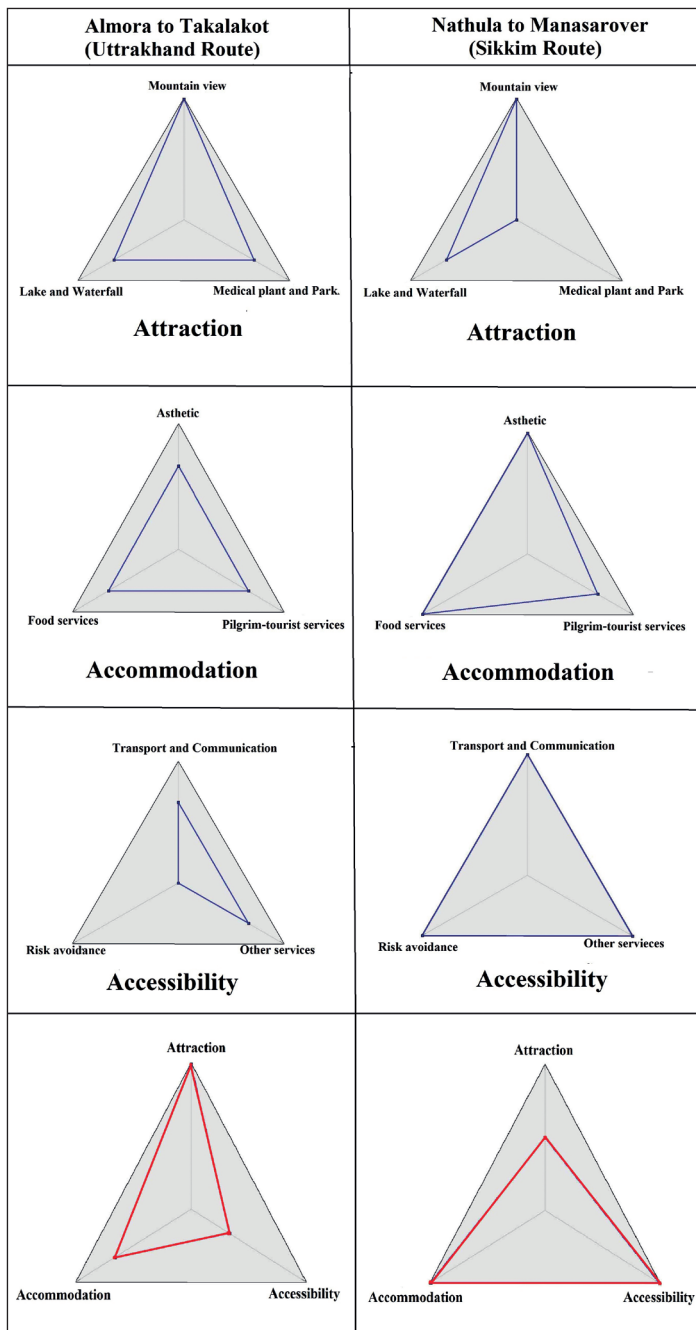 Almora to Takalakot
(Uttrakhand Route)
Nathula to Manasarover
(Sikkim Route)
Mountain view
Lake and Waterfall
Medical plant and Park.
Attraction
Mountain view
Lake and Waterfall
Medical plant and Park
Attraction
Asthetic
Food services
Pilgrim-tourist services
Accommodation
Asthetic
Food services
Pilgrim-tourist services
Accommodation
Transport and Communication
Risk avoidance
Other services
Accessibility
Transport and Communication
Risk avoidance
Other servieces
Accessibility
Attraction
Accommodation
Accessibility
Attraction
Accommodation
Accessibility